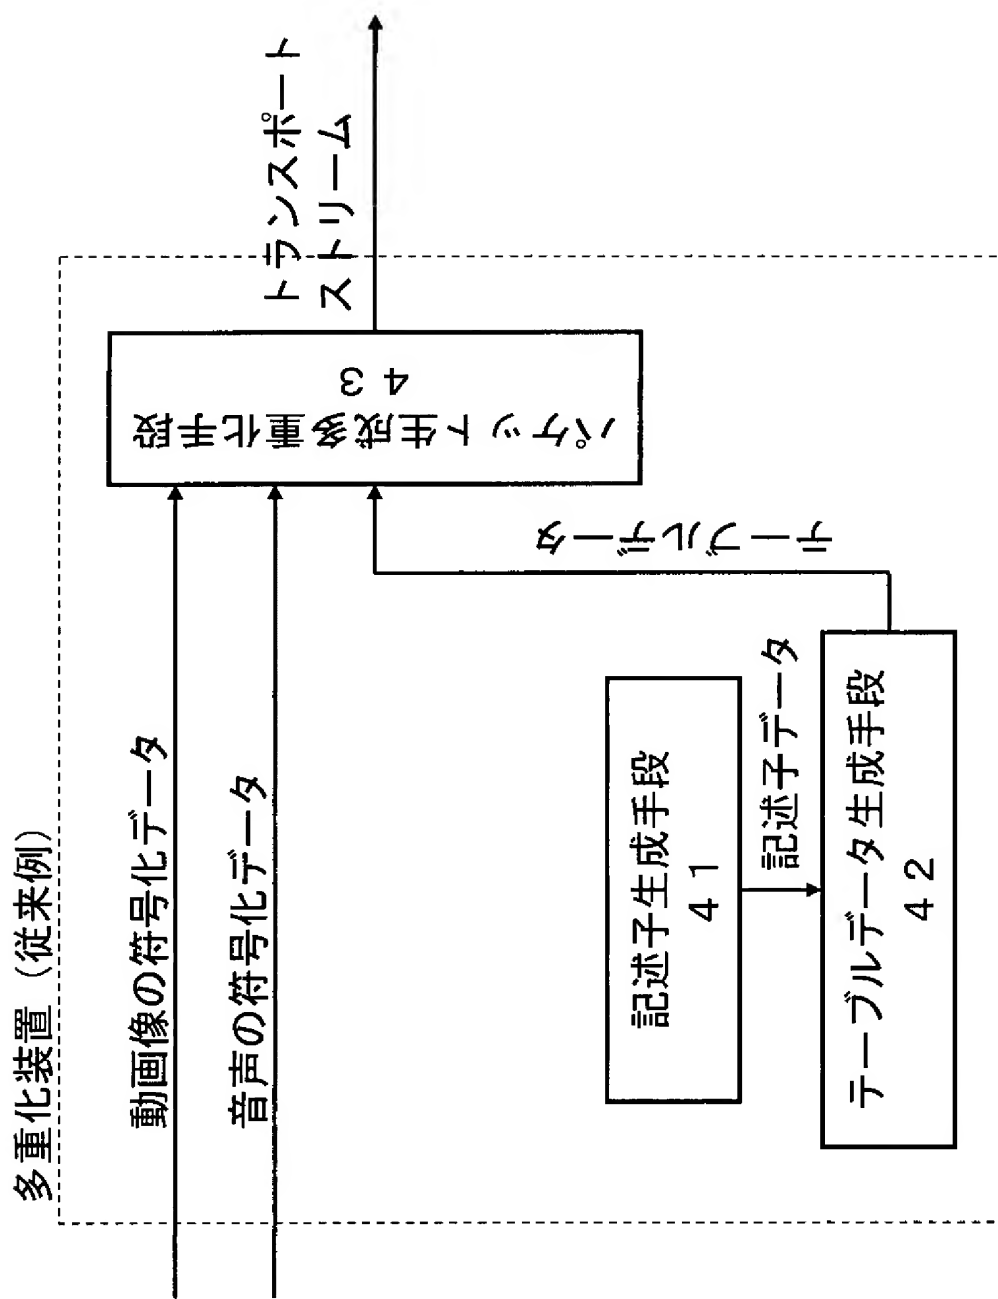 多重化装置（従来例）
動画像の符号化データ
音声の符号化データ
記述子生成手段
４１
記述子データ
テーブルデータ生成手段
４２
テーブルデータ
パケット生成多重化手段
４３
トランスポート
ストリーム